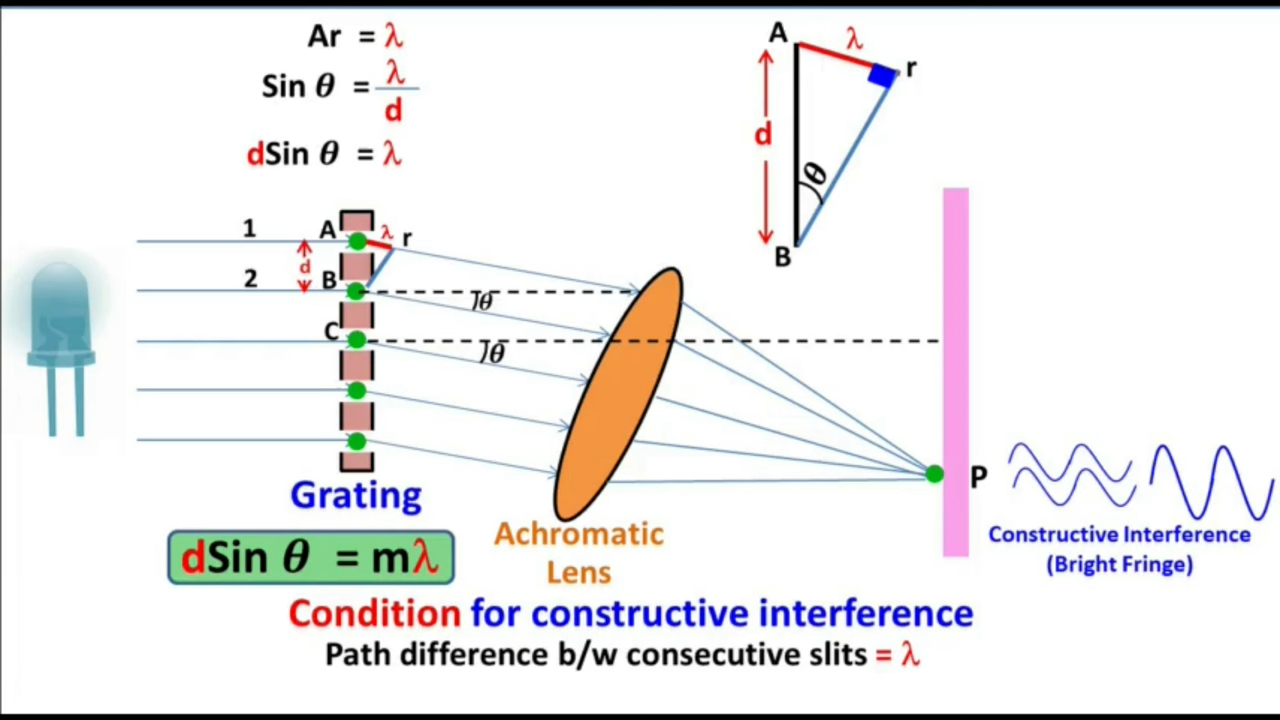 Ar = λ
Sin θ = λ/d
dSin θ = λ
A
λ
r
d
θ
B
1
A
λ
r
d
2
B
θ
C
θ
P
Grating
dSin θ = mλ
Achromatic
Lens
Constructive Interference
(Bright Fringe)
Condition for constructive interference
Path difference b/w consecutive slits = λ